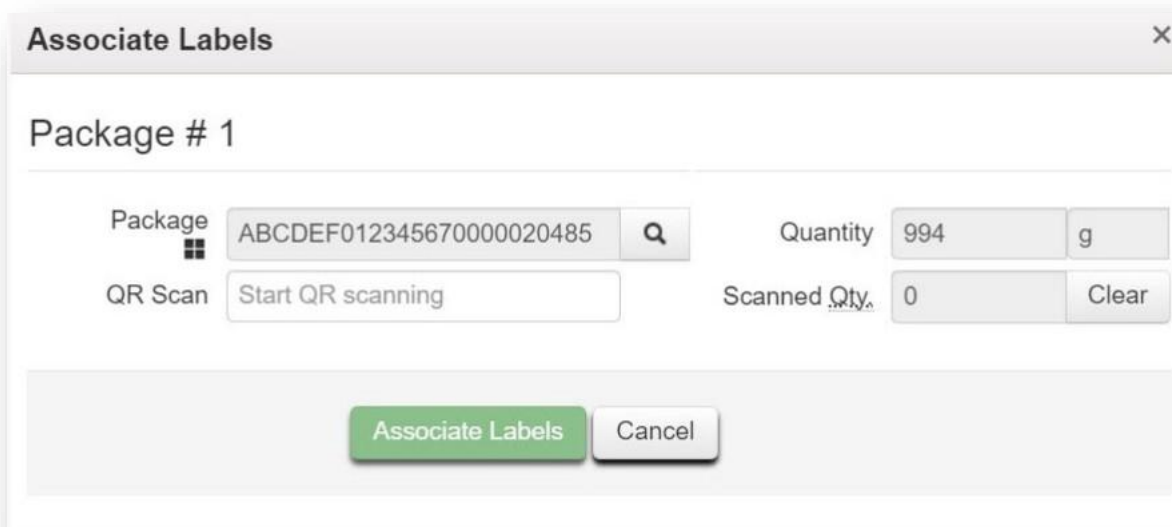 Associate Labels ×
Package # 1
Package ABCDEF012345670000020485 Quantity 994 g
QR Scan Start QR scanning Scanned Qty. 0 Clear
Associate Labels Cancel